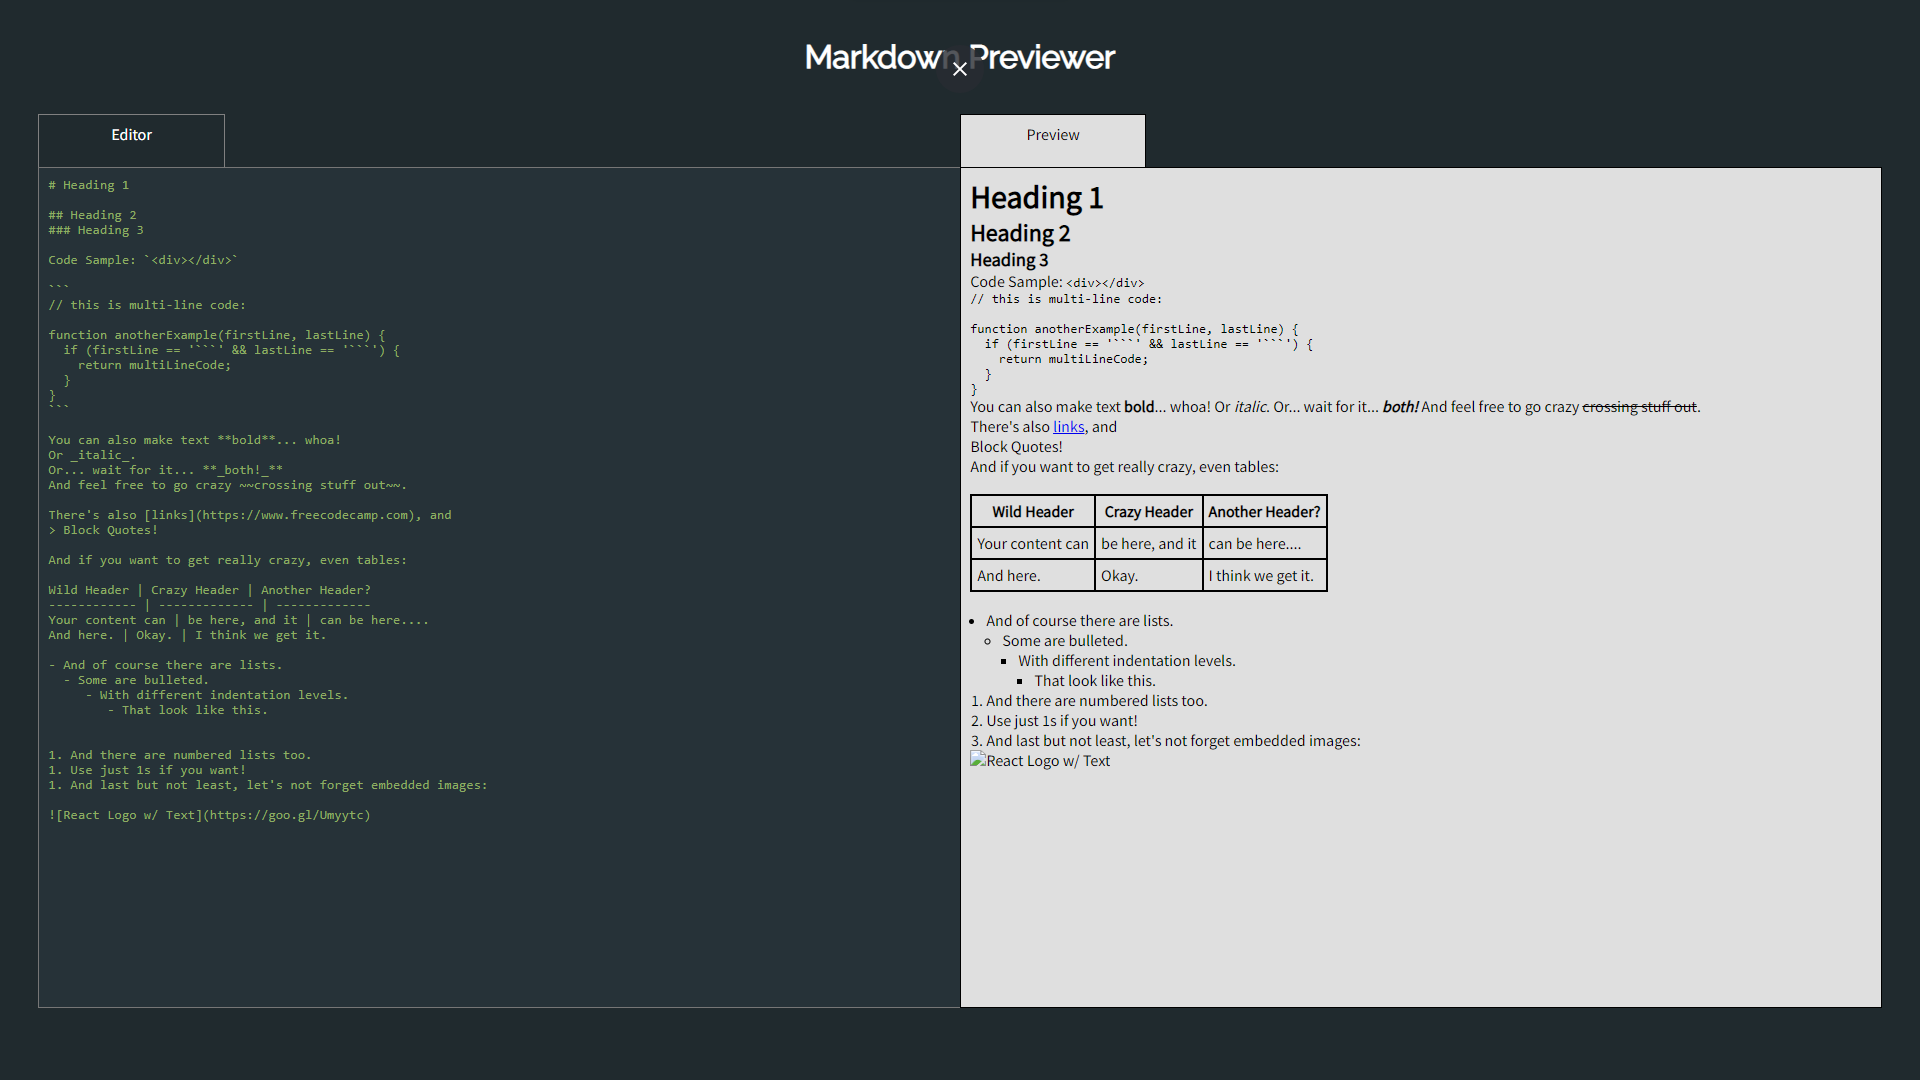 Markdown Previewer
Editor
# Heading 1
## Heading 2
### Heading 3
Code Sample: `<div></div>`
```
// this is multi-line code:
function anotherExample(firstLine, lastLine) {
  if (firstLine == '```' && lastLine == '```') {
    return multiLineCode;
  }
}
```
You can also make text **bold**... whoa!
Or _italic_.
Or... wait for it... **_both!_**
And feel free to go crazy ~~crossing stuff out~~.
There's also [links](https://www.freecodecamp.com), and
> Block Quotes!
And if you want to get really crazy, even tables:
Wild Header | Crazy Header | Another Header?
------------ | ------------- | -------------
Your content can | be here, and it | can be here....
And here. | Okay. | I think we get it.
- And of course there are lists.
  - Some are bulleted.
     - With different indentation levels.
        - That look like this.
1. And there are numbered lists too.
1. Use just 1s if you want!
1. And last but not least, let's not forget embedded images:
![React Logo w/ Text](https://goo.gl/Umyytc)
Preview
Heading 1
Heading 2
Heading 3
Code Sample: <div></div>
// this is multi-line code:
function anotherExample(firstLine, lastLine) {
  if (firstLine == '```' && lastLine == '```') {
    return multiLineCode;
  }
}
You can also make text bold... whoa! Or italic. Or... wait for it... both! And feel free to go crazy crossing stuff out.
There's also links, and
Block Quotes!
And if you want to get really crazy, even tables:
Wild Header Crazy Header Another Header?
Your content can be here, and it can be here....
And here. Okay. I think we get it.
• And of course there are lists.
◦ Some are bulleted.
▪ With different indentation levels.
▪ That look like this.
1. And there are numbered lists too.
2. Use just 1s if you want!
3. And last but not least, let's not forget embedded images:
React Logo w/ Text